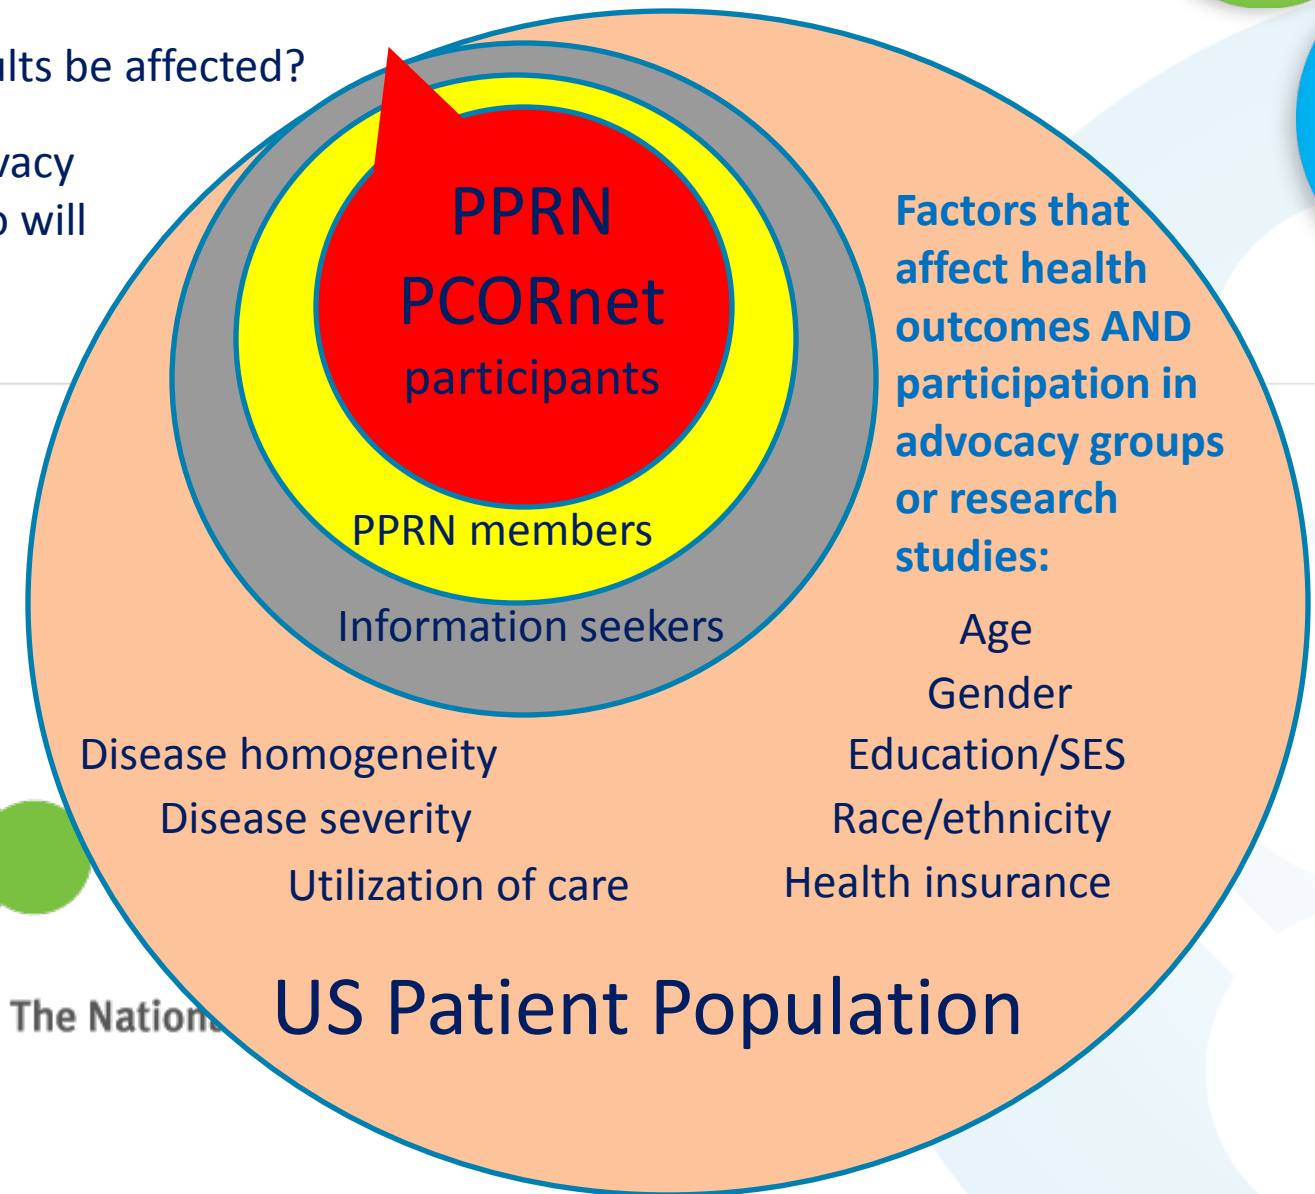 ults be affected?
vacy
o will
PPRN
PCORnet
participants
PPRN members
Information seekers
Factors that
affect health
outcomes AND
participation in
advocacy groups
or research
studies:
Age
Gender
Education/SES
Race/ethnicity
Health insurance
Disease homogeneity
Disease severity
Utilization of care
US Patient Population
The Nation